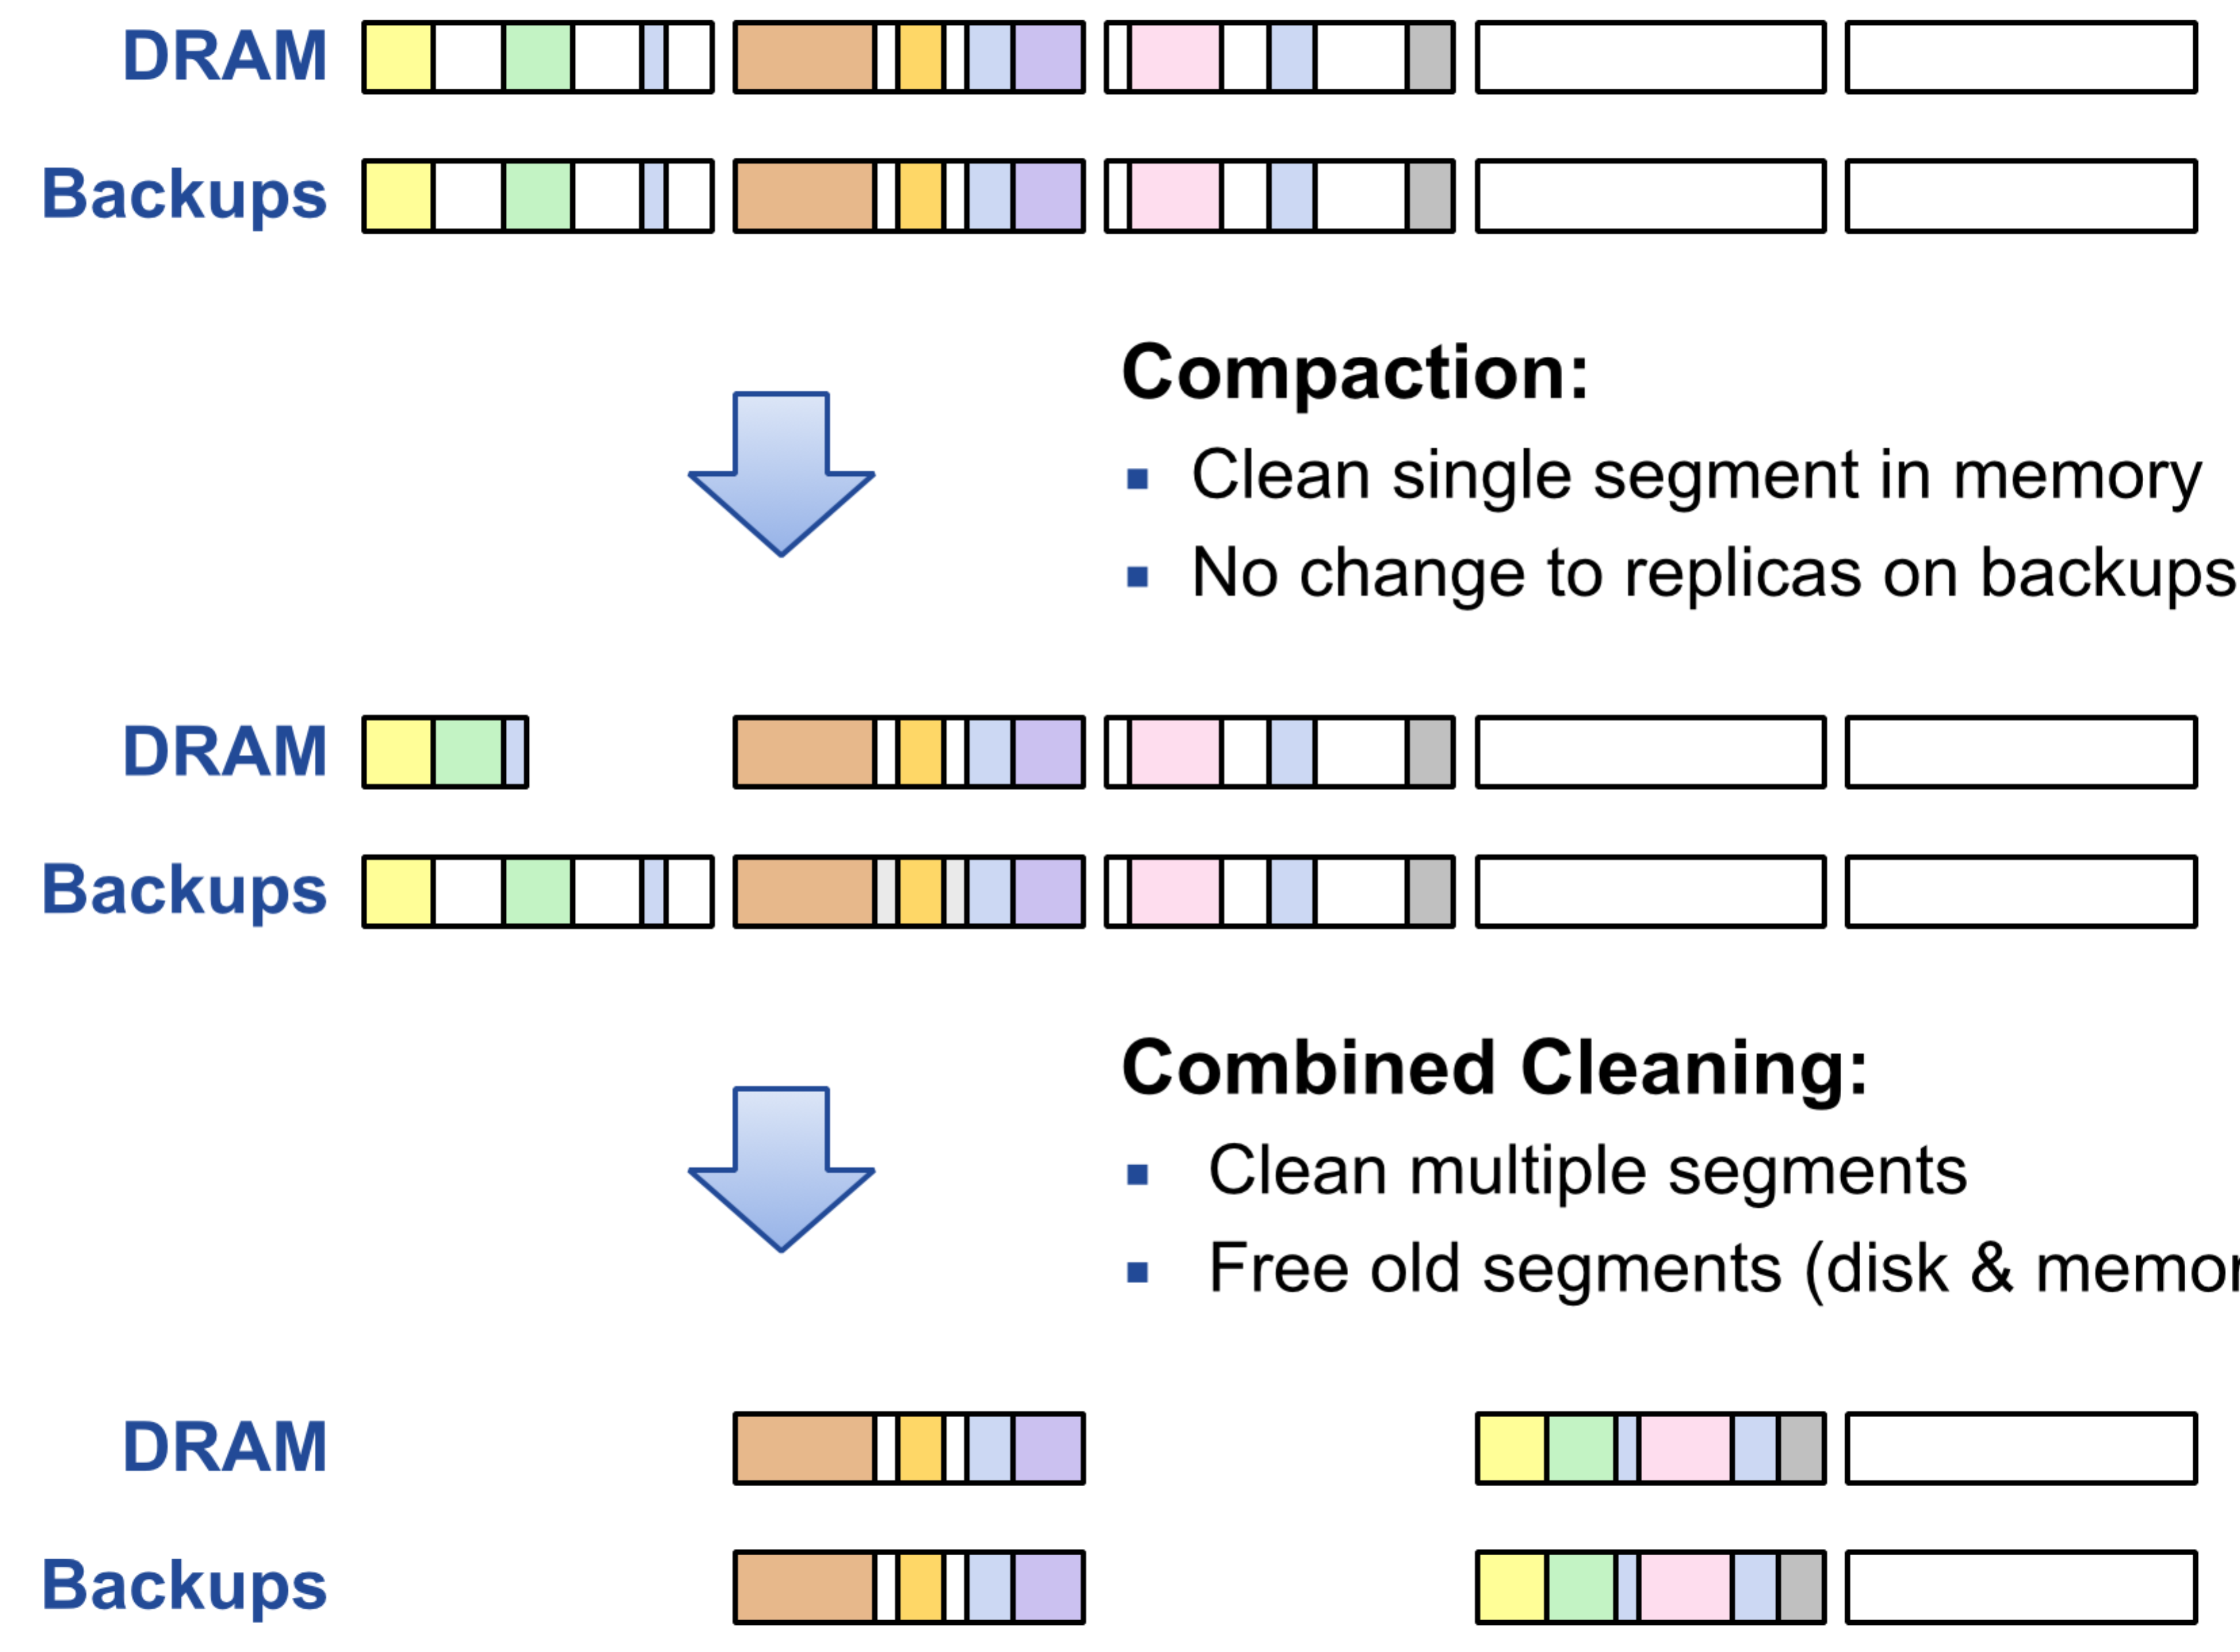 DRAM
Backups
Compaction:
Clean single segment in memory
No change to replicas on backups
DRAM
Backups
Combined Cleaning:
Clean multiple segments
Free old segments (disk & memor
DRAM
Backups